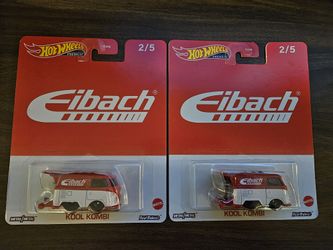 Hot Wheels
2/5
Eibach
Eibach
KOOL KOMBI
Hot Wheels
2/5
Eibach
Eibach
KOOL KOMBI